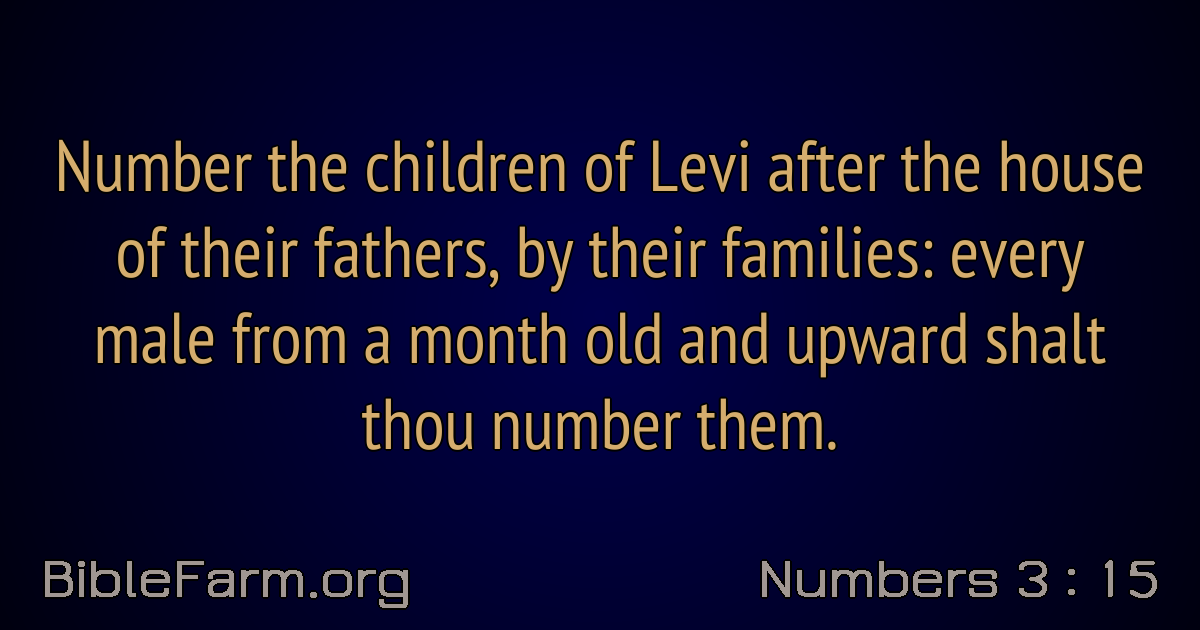 Number the children of Levi after the house
of their fathers, by their families: every
male from a month old and upward shalt
thou number them.
BibleFarm.org
Numbers 3 : 15